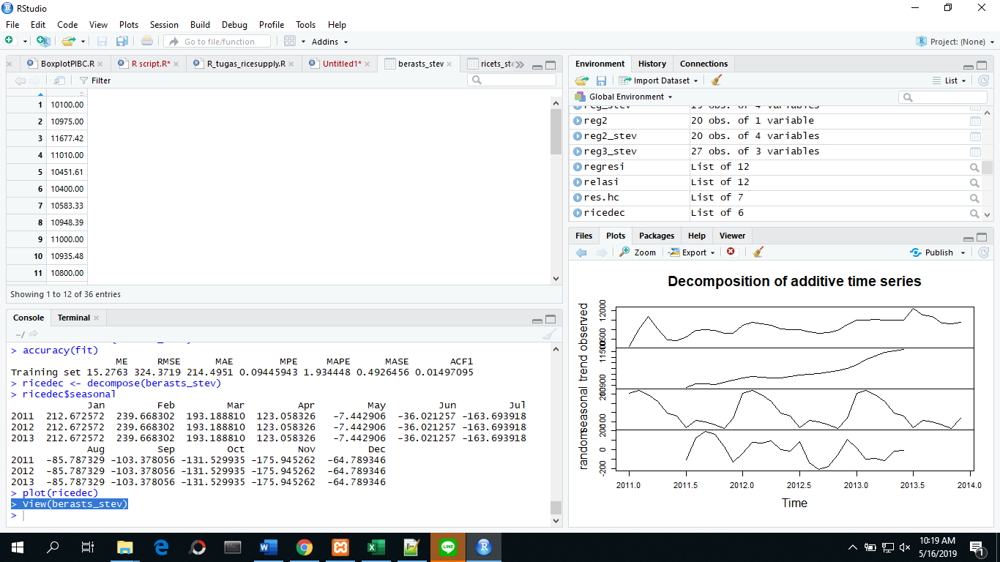 RStudio
File Edit Code View Plots Session Build Debug Profile Tools Help
Go to file/function Addins Project: (None)
BoxplotPIBC.R R script.R* R_tugas_ricesupply.R Untitled1* berasts_stev ricets_ste
Filter
1 10100.00
2 10975.00
3 11677.42
4 11010.00
5 10451.61
6 10400.00
7 10583.33
8 10948.39
9 11000.00
10 10935.48
11 10800.00
Showing 1 to 12 of 36 entries
Console Terminal
~/
> accuracy(fit)
ME RMSE MAE MPE MAPE MASE ACF1
Training set 15.2763 324.3719 214.4951 0.09445943 1.934448 0.4926456 0.01497095
> ricedec <- decompose(berasts_stev)
> ricedec$seasonal
Jan Feb Mar Apr May Jun Jul
2011 212.672572 239.668302 193.188810 123.058326 -7.442906 -36.021257 -163.693918
2012 212.672572 239.668302 193.188810 123.058326 -7.442906 -36.021257 -163.693918
2013 212.672572 239.668302 193.188810 123.058326 -7.442906 -36.021257 -163.693918
Aug Sep Oct Nov Dec
2011 -85.787329 -103.378056 -131.529935 -175.945262 -64.789346
2012 -85.787329 -103.378056 -131.529935 -175.945262 -64.789346
2013 -85.787329 -103.378056 -131.529935 -175.945262 -64.789346
> plot(ricedec)
> View(berasts_stev)
>
Environment History Connections
Import Dataset List
Global Environment
reg_stev 19 obs. of 4 variables
reg2 20 obs. of 1 variable
reg2_stev 20 obs. of 4 variables
reg3_stev 27 obs. of 3 variables
regresi List of 12
relasi List of 12
res.hc List of 7
ricedec List of 6
Files Plots Packages Help Viewer
Zoom Export Publish
Decomposition of additive time series
observed
12000
trend
11500
10900
seasonal
200
random
200
0
-200
2011.0 2011.5 2012.0 2012.5 2013.0 2013.5 2014.0
Time
10:19 AM
5/16/2019
1